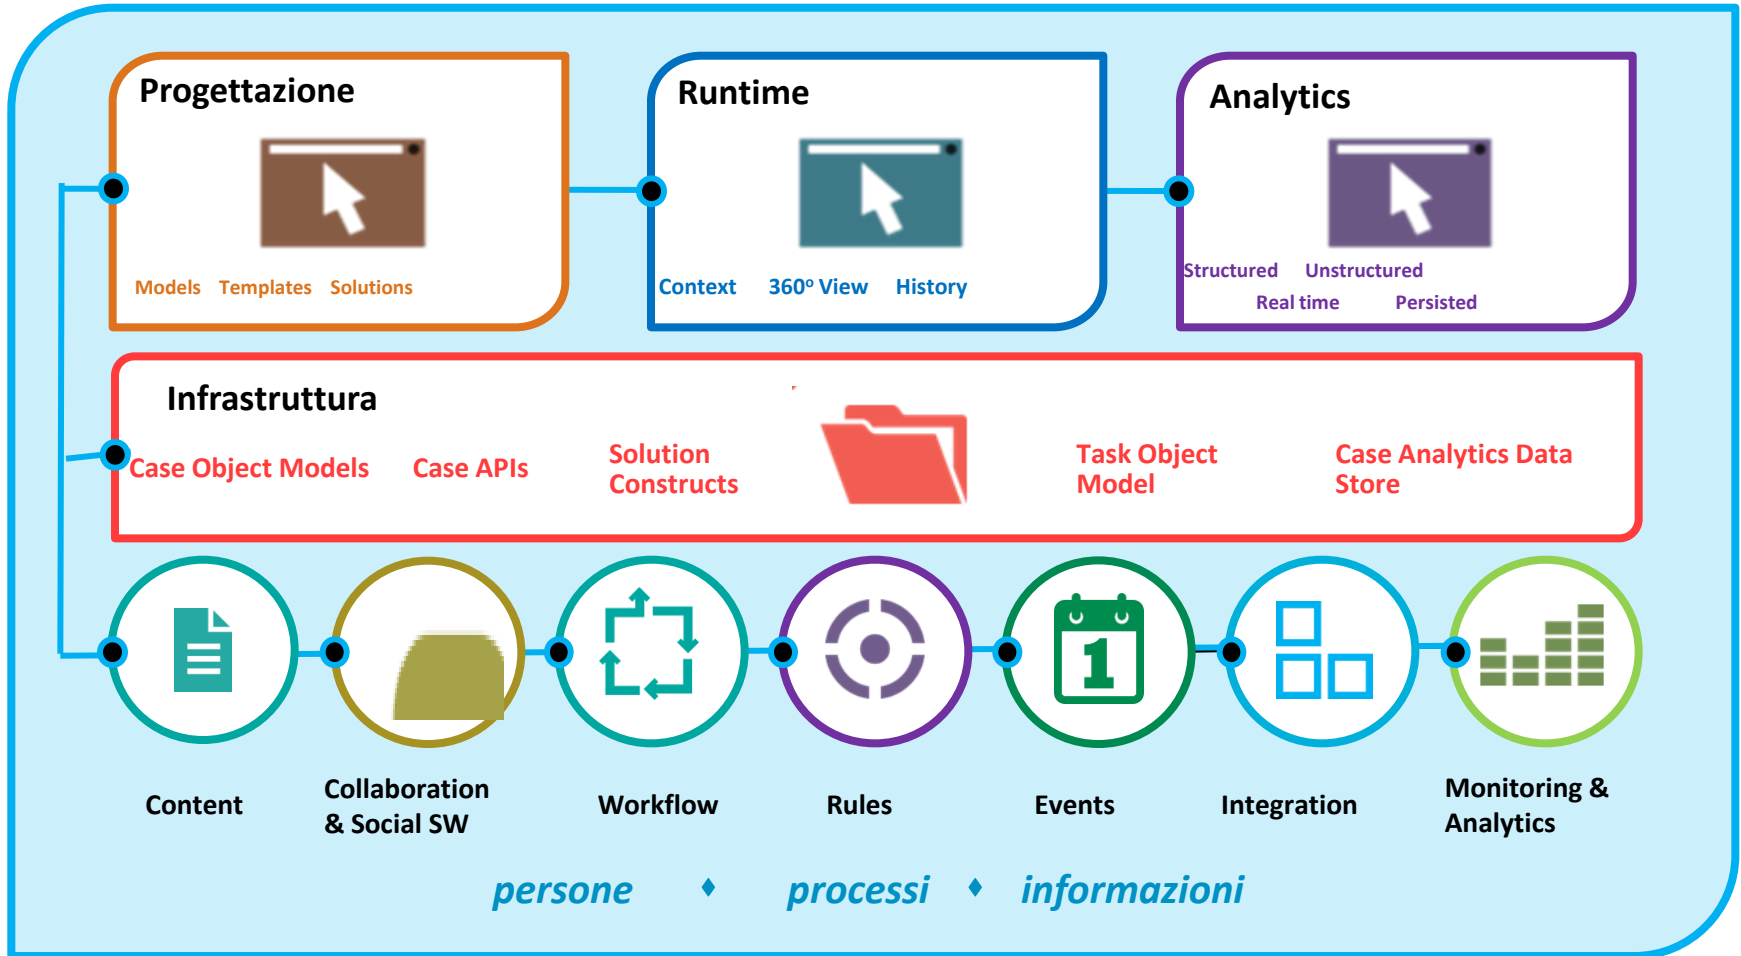 Progettazione
Models Templates Solutions
Runtime
Context 360° View History
Analytics
Structured Unstructured
Real time Persisted
Infrastruttura
Case Object Models
Case APIs
Solution
Constructs
Task Object
Model
Case Analytics Data
Store
1
Content
Collaboration
& Social SW
Workflow
Rules
Events
Integration
Monitoring &
Analytics
persone ♦ processi ♦ informazioni